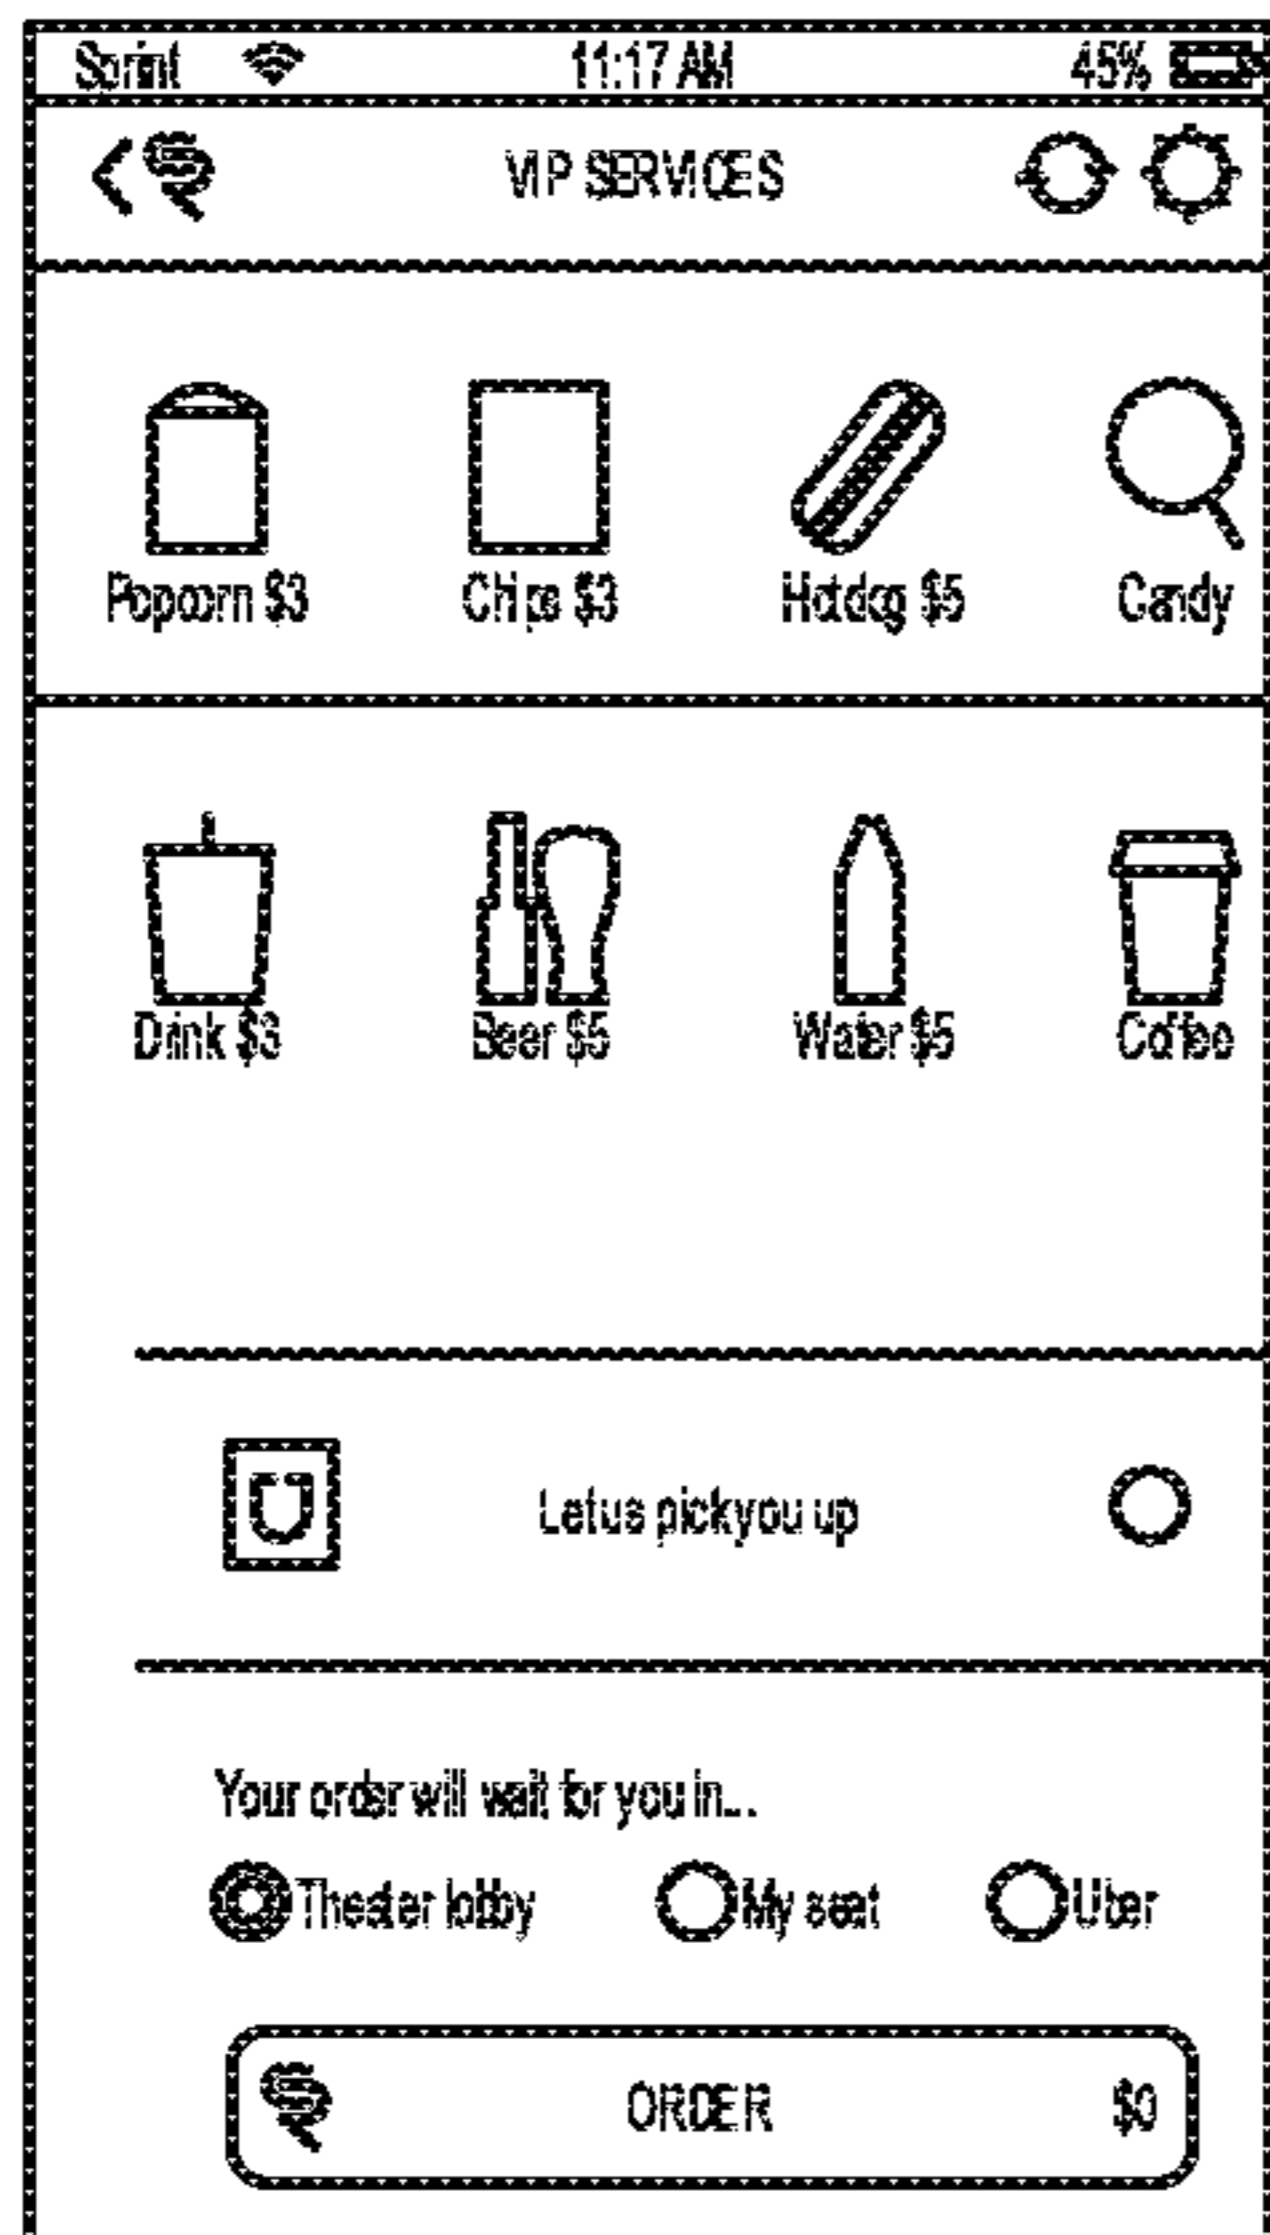 Sprint 11:17 AM 45%
VIP SERVICES
Popcorn $3 Chips $3 Hotdog $5 Candy
Drink $3 Beer $5 Water $5 Coffee
U Let us pick you up
Your order will wait for you in...
Theater lobby My seat Uber
ORDER $0